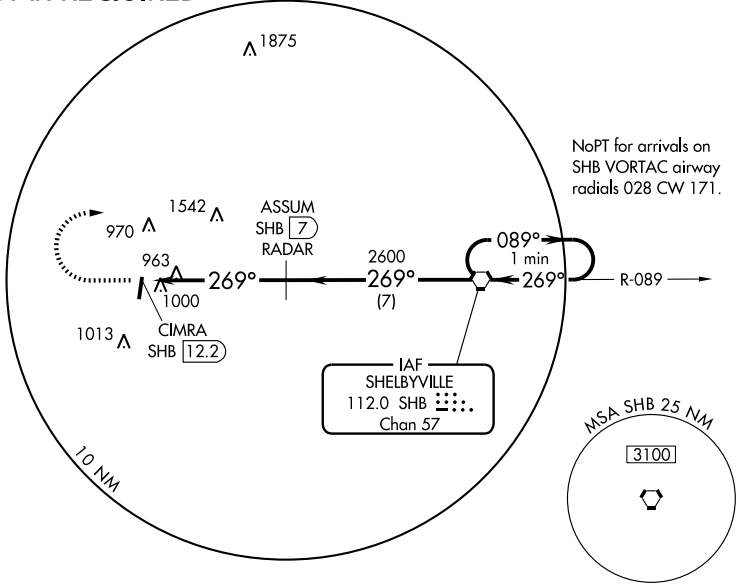 1875
NoPT for arrivals on
SHB VORTAC airway
radials 028 CW 171.
1542
970
ASSUM
SHB 7
RADAR
963
1000
269°
2600
269°
(7)
089°
1 min
269°
R-089
1013
CIMRA
SHB 12.2
IAF
SHELBYVILLE
112.0 SHB
Chan 57
10 NM
MSA SHB 25 NM
3100